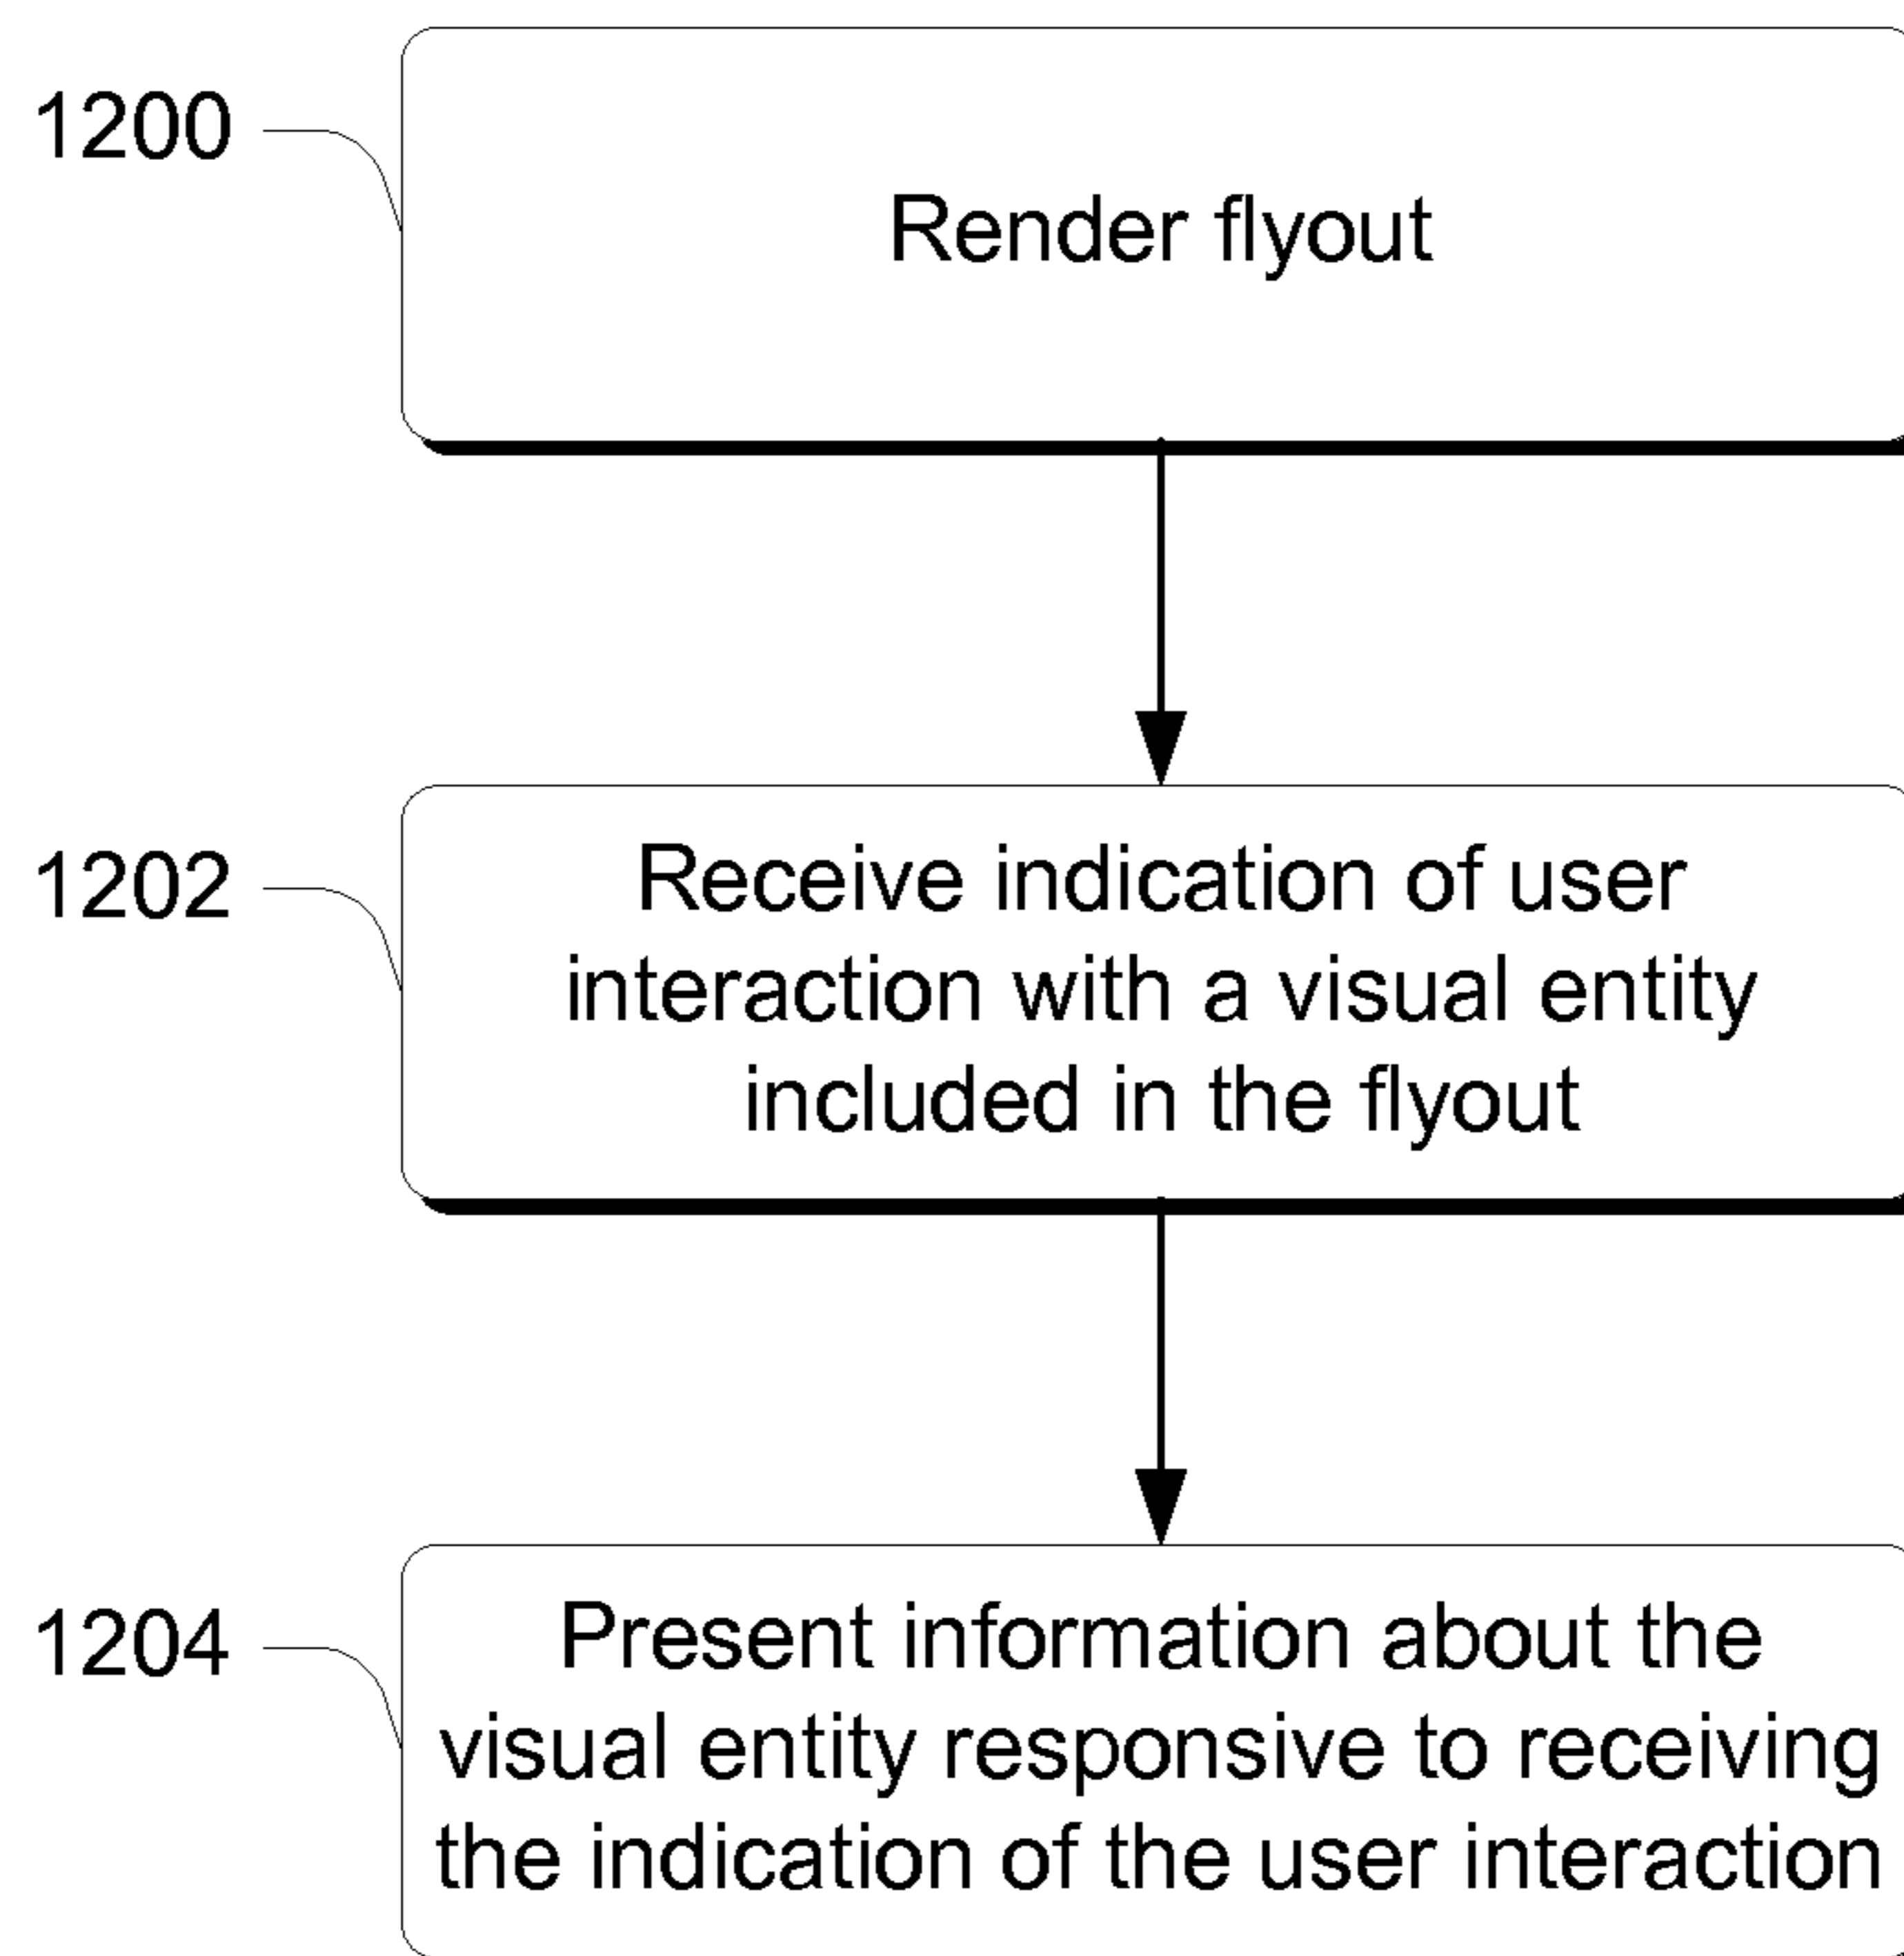 1200
Render flyout
1202
Receive indication of user
interaction with a visual entity
included in the flyout
1204
Present information about the
visual entity responsive to receiving
the indication of the user interaction